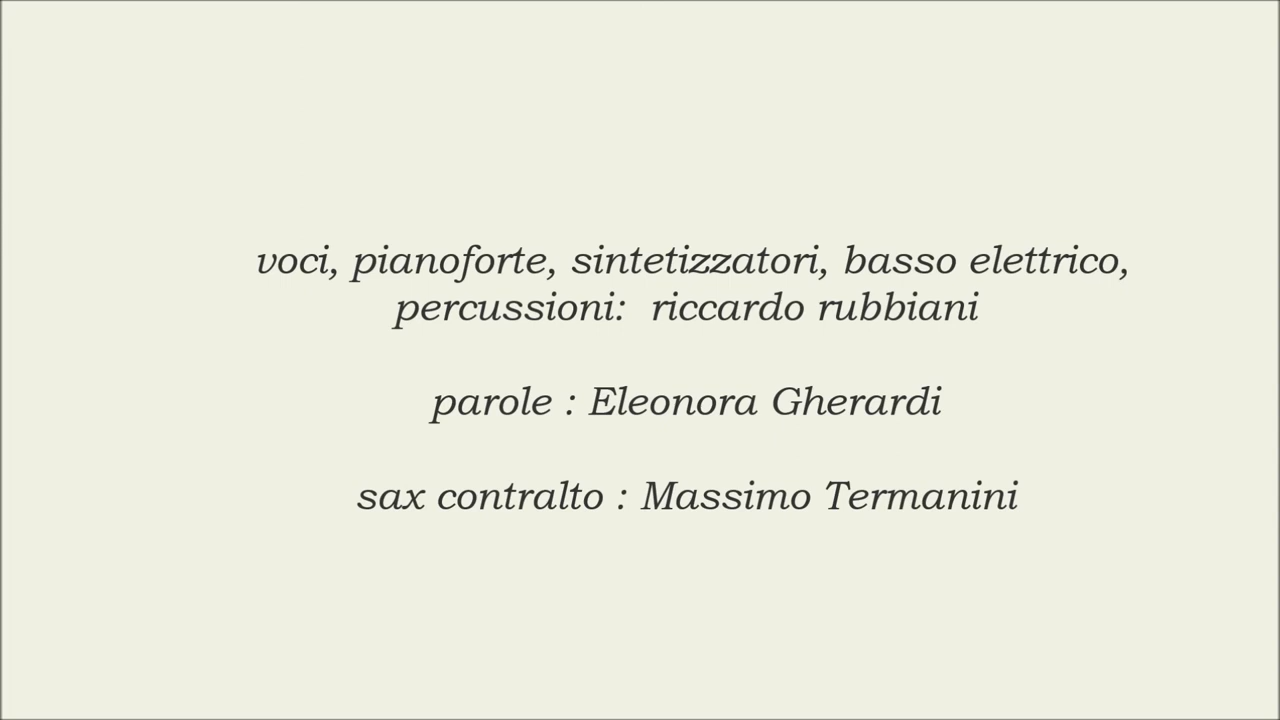 voci, pianoforte, sintetizzatori, basso elettrico,
percussioni:  riccardo rubbiani
parole : Eleonora Gherardi
sax contralto : Massimo Termanini